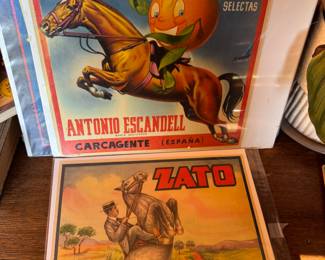 SELECTAS
ANTONIO ESCANDELL
CARCAGENTE (ESPAÑA)
ZATO